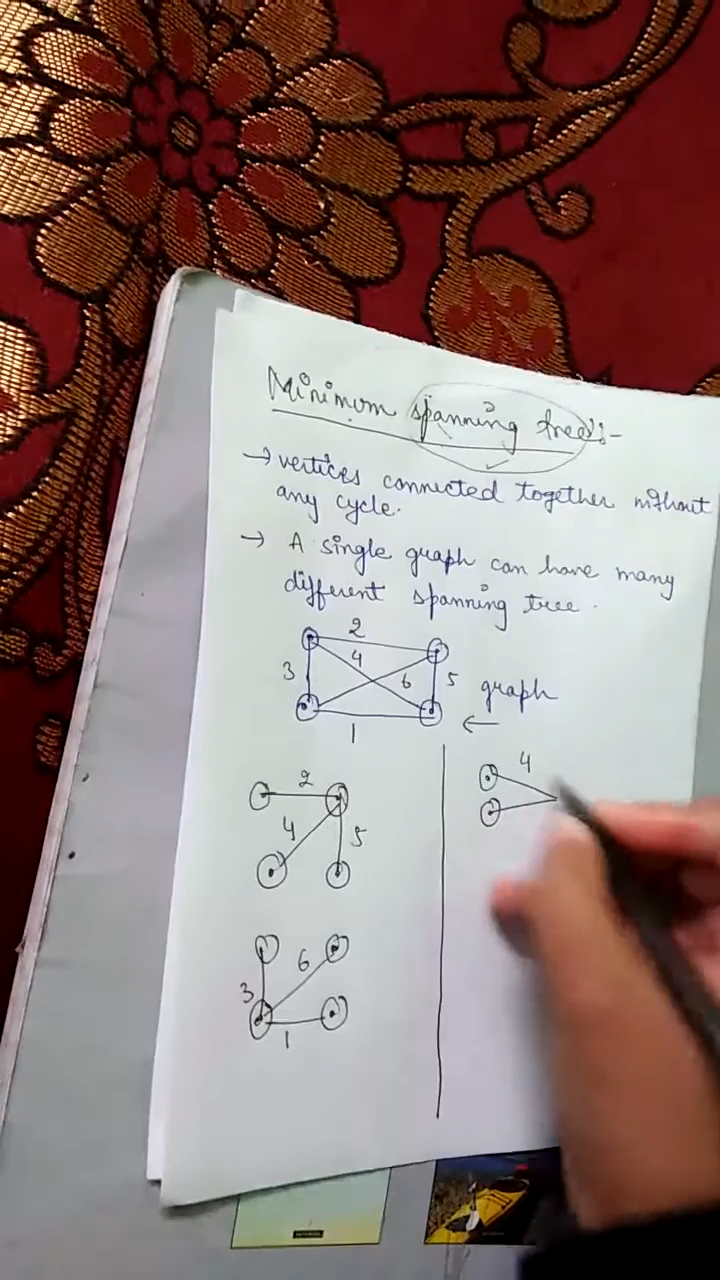 Minimum spanning tree's-
→ vertices connected together without
any cycle.
→ A single graph can have many
different spanning tree.
2
3 4 6 5 graph
1 ←
2 4
4 5
6
3
1